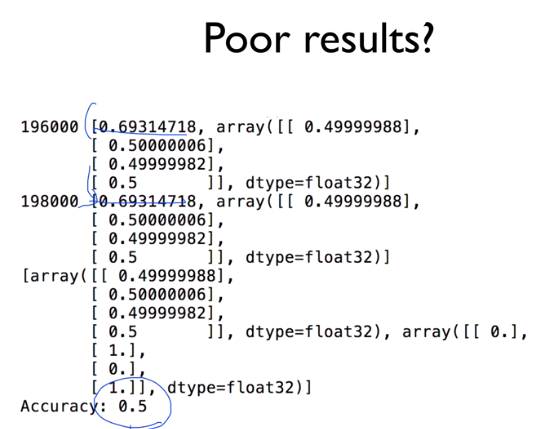 Poor results?
196000 [0.69314718, array([[ 0.49999988],
[ 0.50000006],
[ 0.49999982],
[ 0.5 ]], dtype=float32)]
198000 [0.69314718, array([[ 0.49999988],
[ 0.50000006],
[ 0.49999982],
[ 0.5 ]], dtype=float32)]
[array([[ 0.49999988],
[ 0.50000006],
[ 0.49999982],
[ 0.5 ]], dtype=float32), array([[ 0.],
[ 1.],
[ 0.],
[ 1.]], dtype=float32)]
Accuracy: 0.5